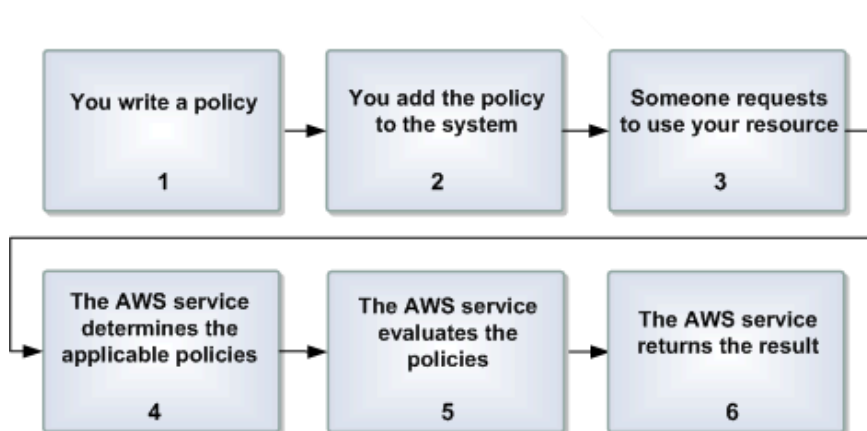 You write a policy
1
You add the policy
to the system
2
Someone requests
to use your resource
3
The AWS service
determines the
applicable policies
4
The AWS service
evaluates the
policies
5
The AWS service
returns the result
6